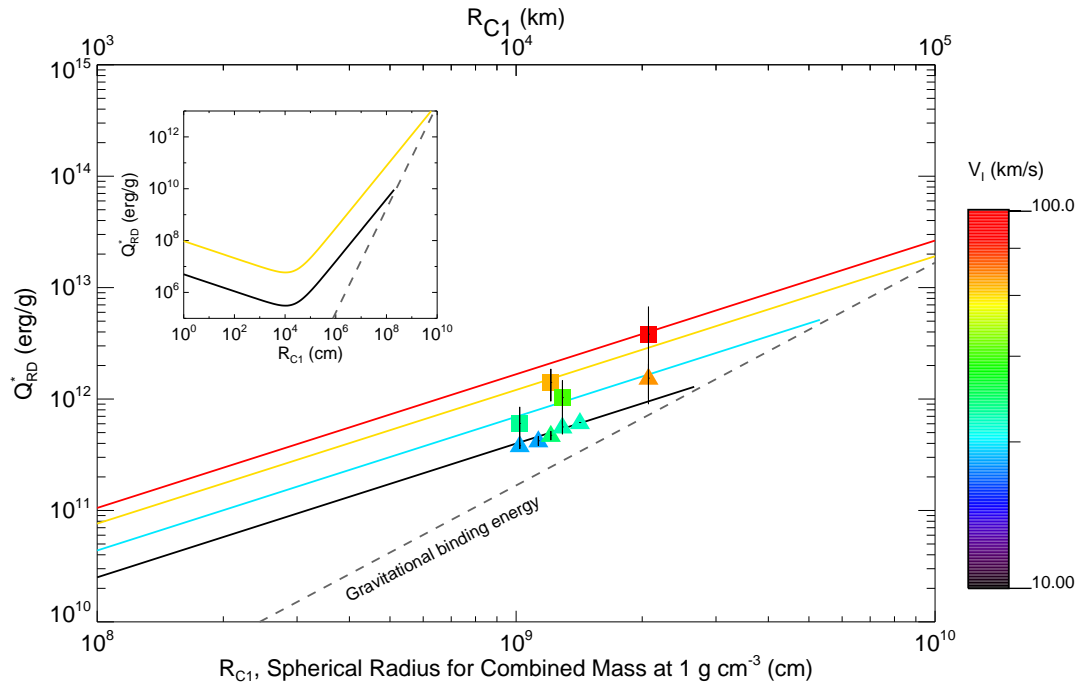 R_C1 (km)
10^3 10^4 10^5
10^15
10^14
10^13
10^12
10^11
10^10
Q*_RD (erg/g)
10^12
10^10
10^8
10^6
Q*_RD (erg/g)
10^0 10^2 10^4 10^6 10^8 10^10
R_C1 (cm)
V_I (km/s)
100.0
10.00
Gravitational binding energy
10^8 10^9 10^10
R_C1, Spherical Radius for Combined Mass at 1 g cm^-3 (cm)